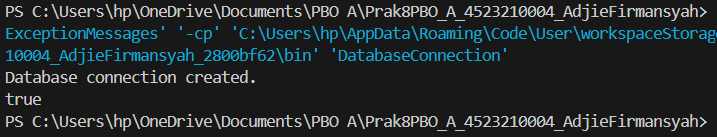 PS C:\Users\hp\OneDrive\Documents\PBO A\Prak8PBO_A_4523210004_AdjieFirmansyah>
ExceptionMessages' '-cp' 'C:\Users\hp\AppData\Roaming\Code\User\workspaceStorag
10004_AdjieFirmansyah_2800bf62\bin' 'DatabaseConnection'
Database connection created.
true
PS C:\Users\hp\OneDrive\Documents\PBO A\Prak8PBO_A_4523210004_AdjieFirmansyah>